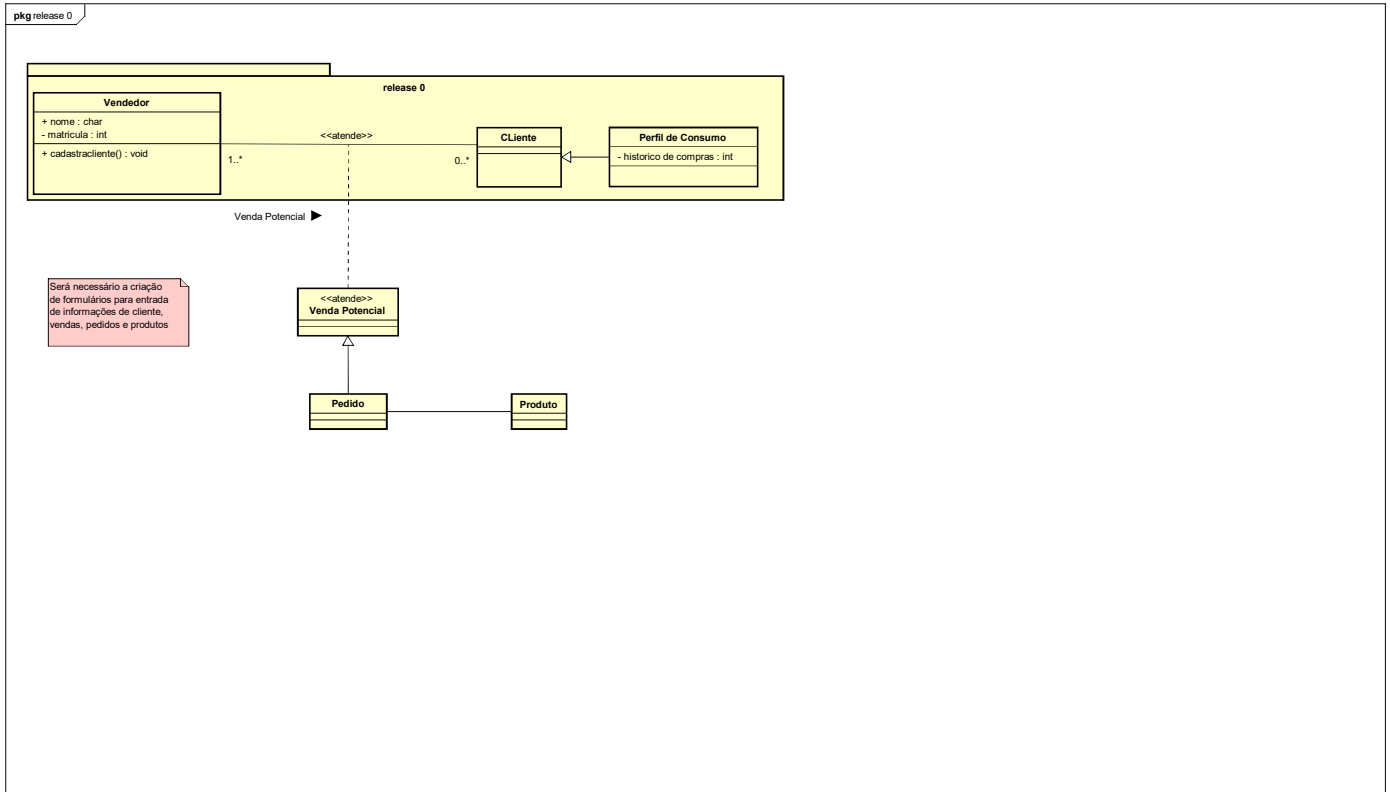 pkg release 0
release 0
Vendedor
+ nome : char
- matricula : int
+ cadastracliente() : void
<<atende>>
1..*
0..*
CLiente
Perfil de Consumo
- historico de compras : int
Venda Potencial
Será necessário a criação
de formulários para entrada
de informações de cliente,
vendas, pedidos e produtos
<<atende>>
Venda Potencial
Pedido
Produto